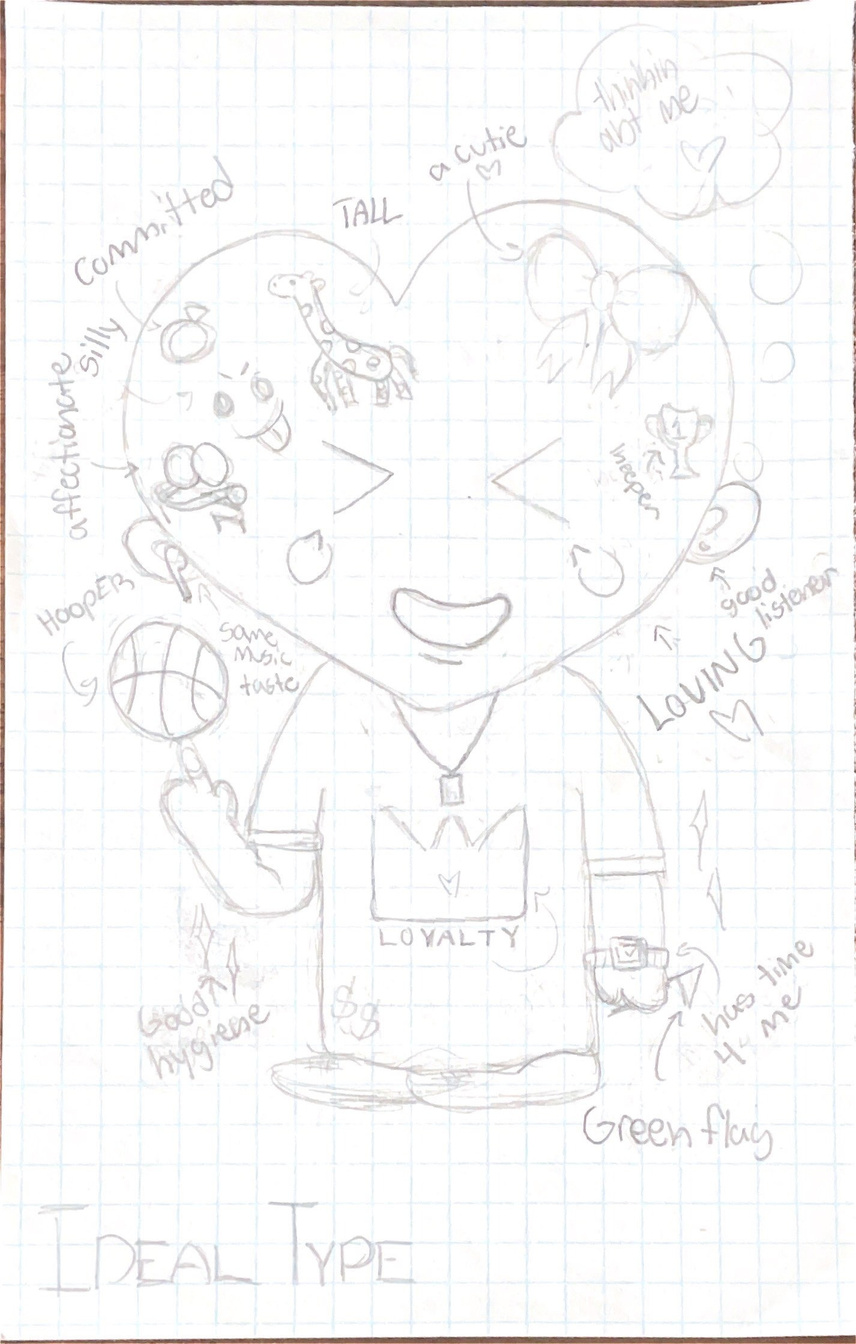 thinkin
abt me
a cutie
TALL
Committed
silly
affectionate
1
HOOPER
Same
Music
taste
good
listener
LOVING
LOYALTY
$$
Good
hygiene
has time
4 me
Green flag
IDEAL TYPE